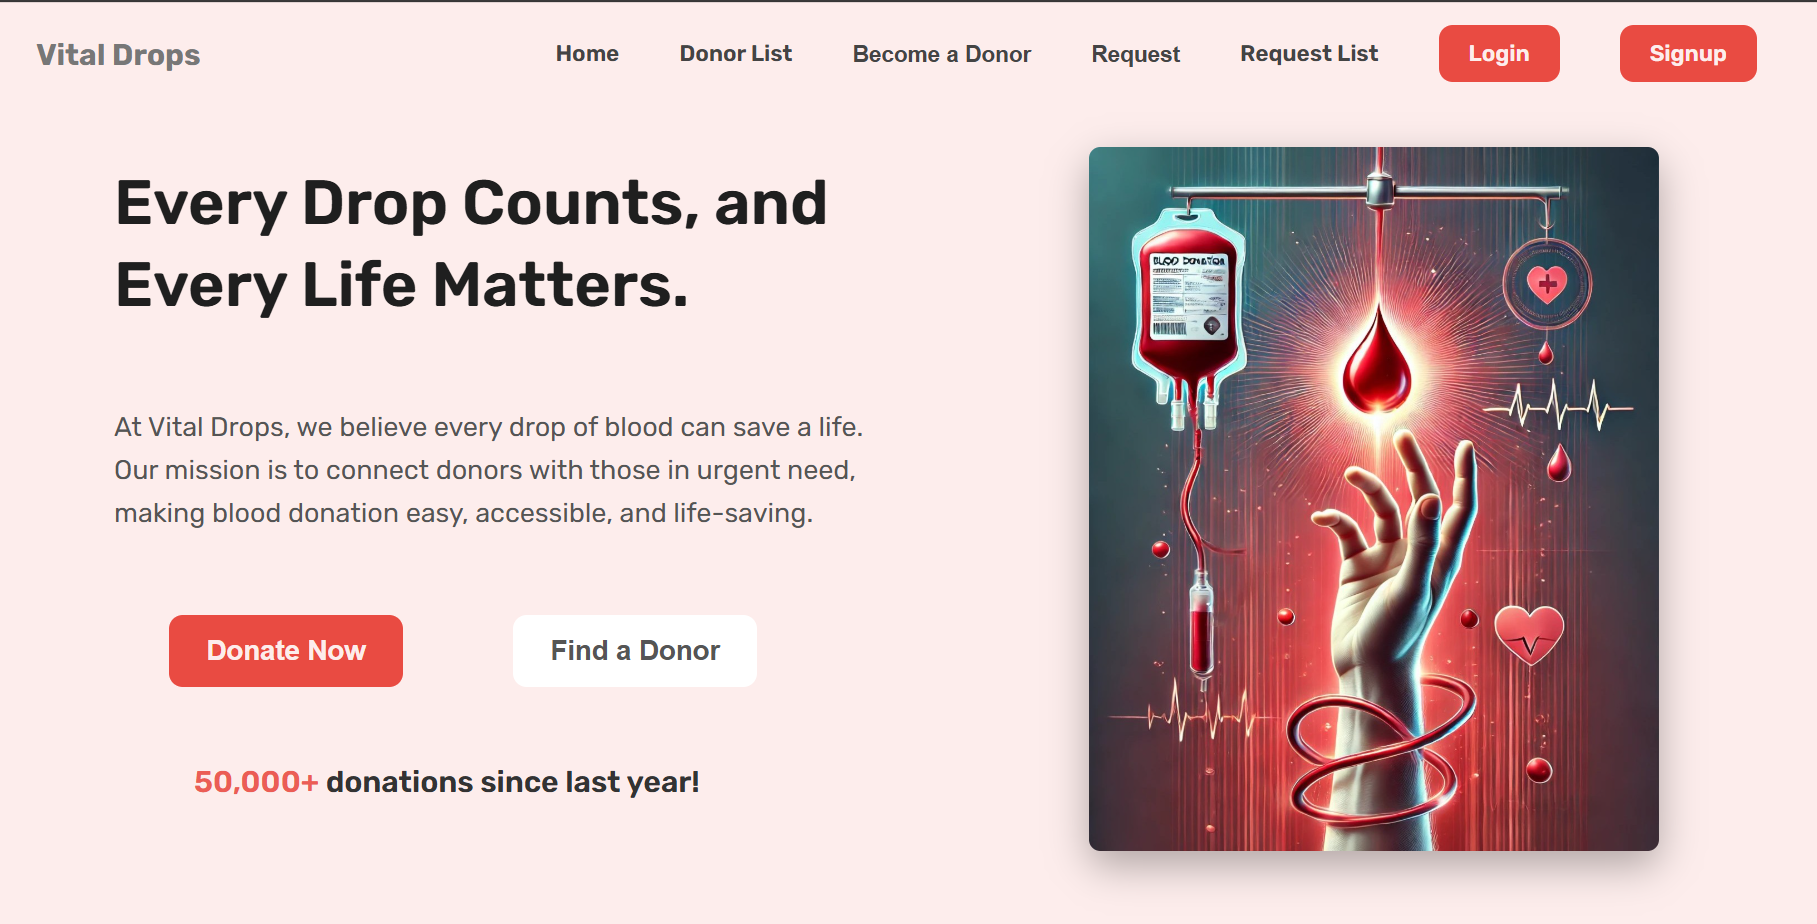 Vital Drops
Home
Donor List
Become a Donor
Request
Request List
Login
Signup
Every Drop Counts, and
Every Life Matters.
At Vital Drops, we believe every drop of blood can save a life.
Our mission is to connect donors with those in urgent need,
making blood donation easy, accessible, and life-saving.
Donate Now
Find a Donor
50,000+ donations since last year!